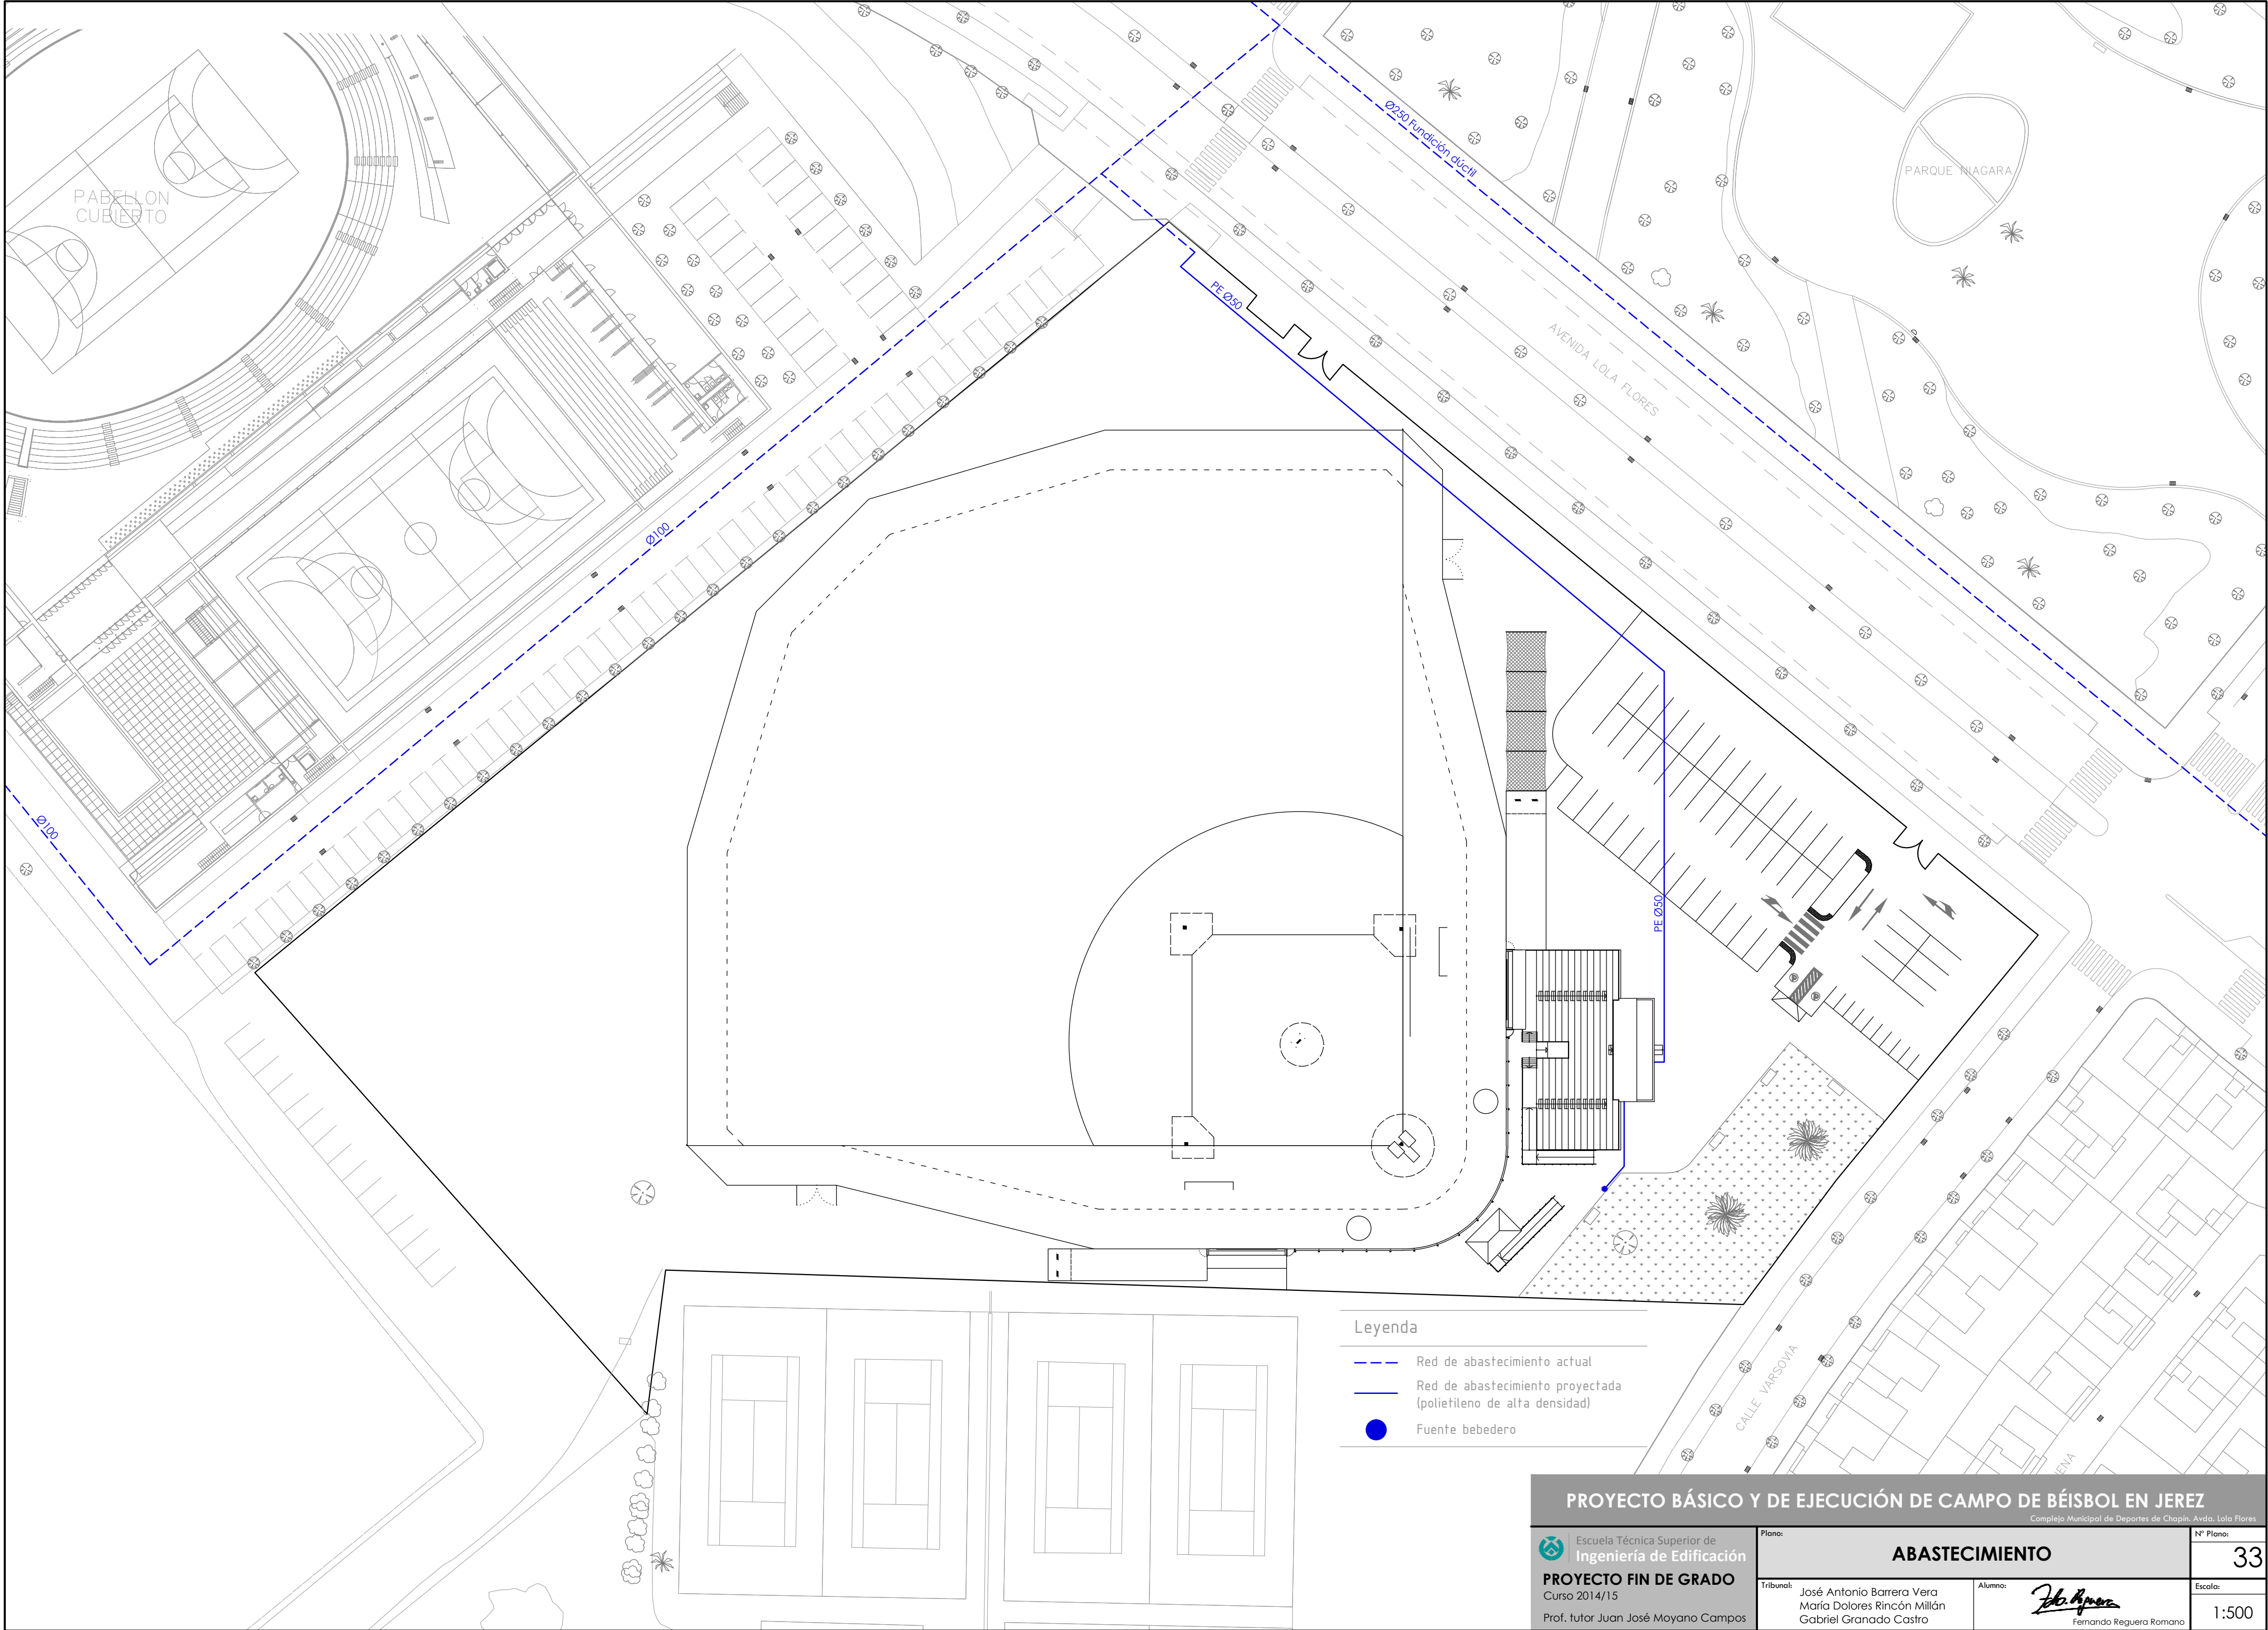 PABELLON
CUBIERTO
Ø250 Fundición dúctil
PARQUE NIAGARA
PE Ø50
AVENIDA LOLA FLORES
Ø100
Ø100
PE Ø50
Leyenda
Red de abastecimiento actual
Red de abastecimiento proyectada
(polietileno de alta densidad)
Fuente bebedero
CALLE VARSOVIA
ENA
PROYECTO BÁSICO Y DE EJECUCIÓN DE CAMPO DE BÉISBOL EN JEREZ
Complejo Municipal de Deportes de Chapín. Avda. Lola Flores
Escuela Técnica Superior de
Ingeniería de Edificación
PROYECTO FIN DE GRADO
Curso 2014/15
Prof. tutor Juan José Moyano Campos
Plano:
ABASTECIMIENTO
Nº Plano:
33
Tribunal:
José Antonio Barrera Vera
María Dolores Rincón Millán
Gabriel Granado Castro
Alumno:
Fdo. Reguera
Fernando Reguera Romano
Escala:
1:500